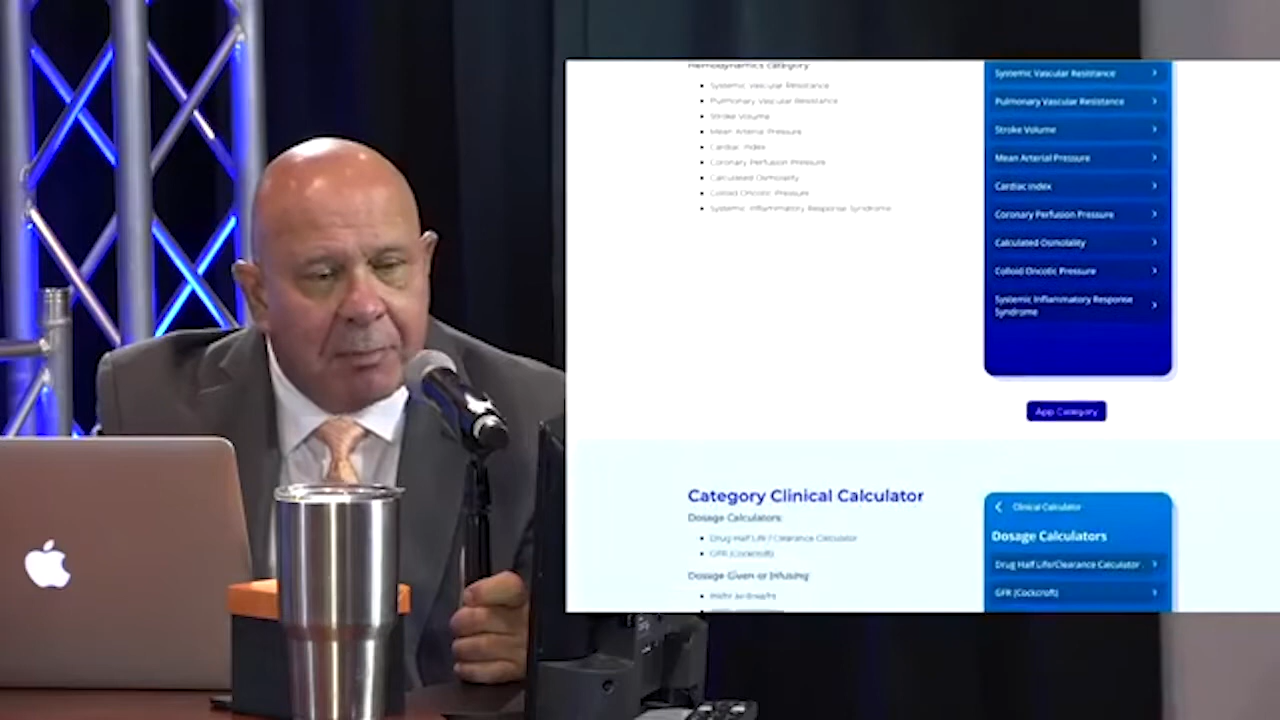 Hemodynamics Category
Systemic Vascular Resistance
Pulmonary Vascular Resistance
Stroke Volume
Mean Arterial Pressure
Cardiac Index
Coronary Perfusion Pressure
Calculated Osmolality
Colloid Oncotic Pressure
Systemic Inflammatory Response Syndrome
Systemic Vascular Resistance
Pulmonary Vascular Resistance
Stroke Volume
Mean Arterial Pressure
Cardiac Index
Coronary Perfusion Pressure
Calculated Osmolality
Colloid Oncotic Pressure
Systemic Inflammatory Response
Syndrome
App Category
Category Clinical Calculator
Dosage Calculators
Drug Half Life / Clearance Calculator
GFR (Cockcroft)
Dosage Given or Infusing
Clinical Calculator
Dosage Calculators
Drug Half Life/Clearance Calculator
GFR (Cockcroft)